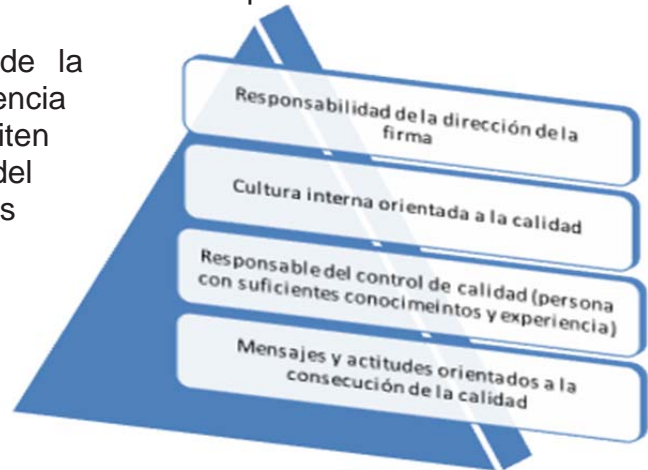 de la
encia
iten
del
s
Responsabilidad de la dirección de la
firma
Cultura interna orientada a la calidad
Responsable del control de calidad (persona
con suficientes conocimeintos y experiencia)
Mensajes y actitudes orientados a la
consecución de la calidad